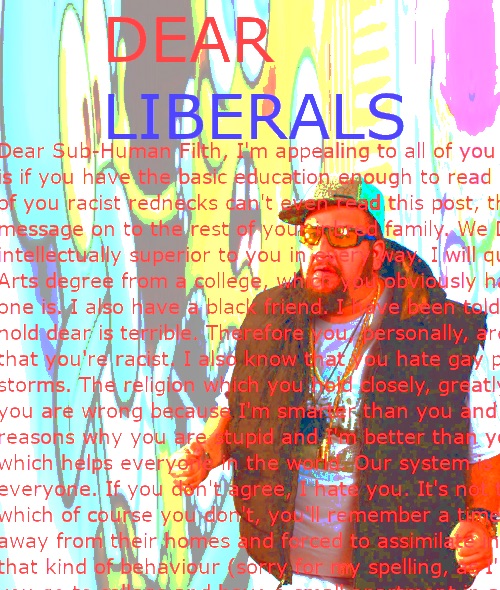 DEAR
LIBERALS
Dear Sub-Human Filth, I'm appealing to all of you
is if you have the basic education enough to read
of you racist rednecks can't even read this post, th
message on to the rest of your inbred family. We D
intellectually superior to you in every way. I will qu
Arts degree from a college, which you obviously ha
one is. I also have a black friend. I have been told
hold dear is terrible. Therefore you, personally, are
that you're racist. I also know that you hate gay p
storms. The religion which you hold closely, greatly
you are wrong because I'm smarter than you and
reasons why you are stupid and I'm better than yo
which helps everyone in the world. Our system
everyone. If you don't agree, I hate you. It's no
which of course you don't, you'll remember a time
away from their homes and forced to assimilate in
that kind of behaviour (sorry for my spelling, as I'